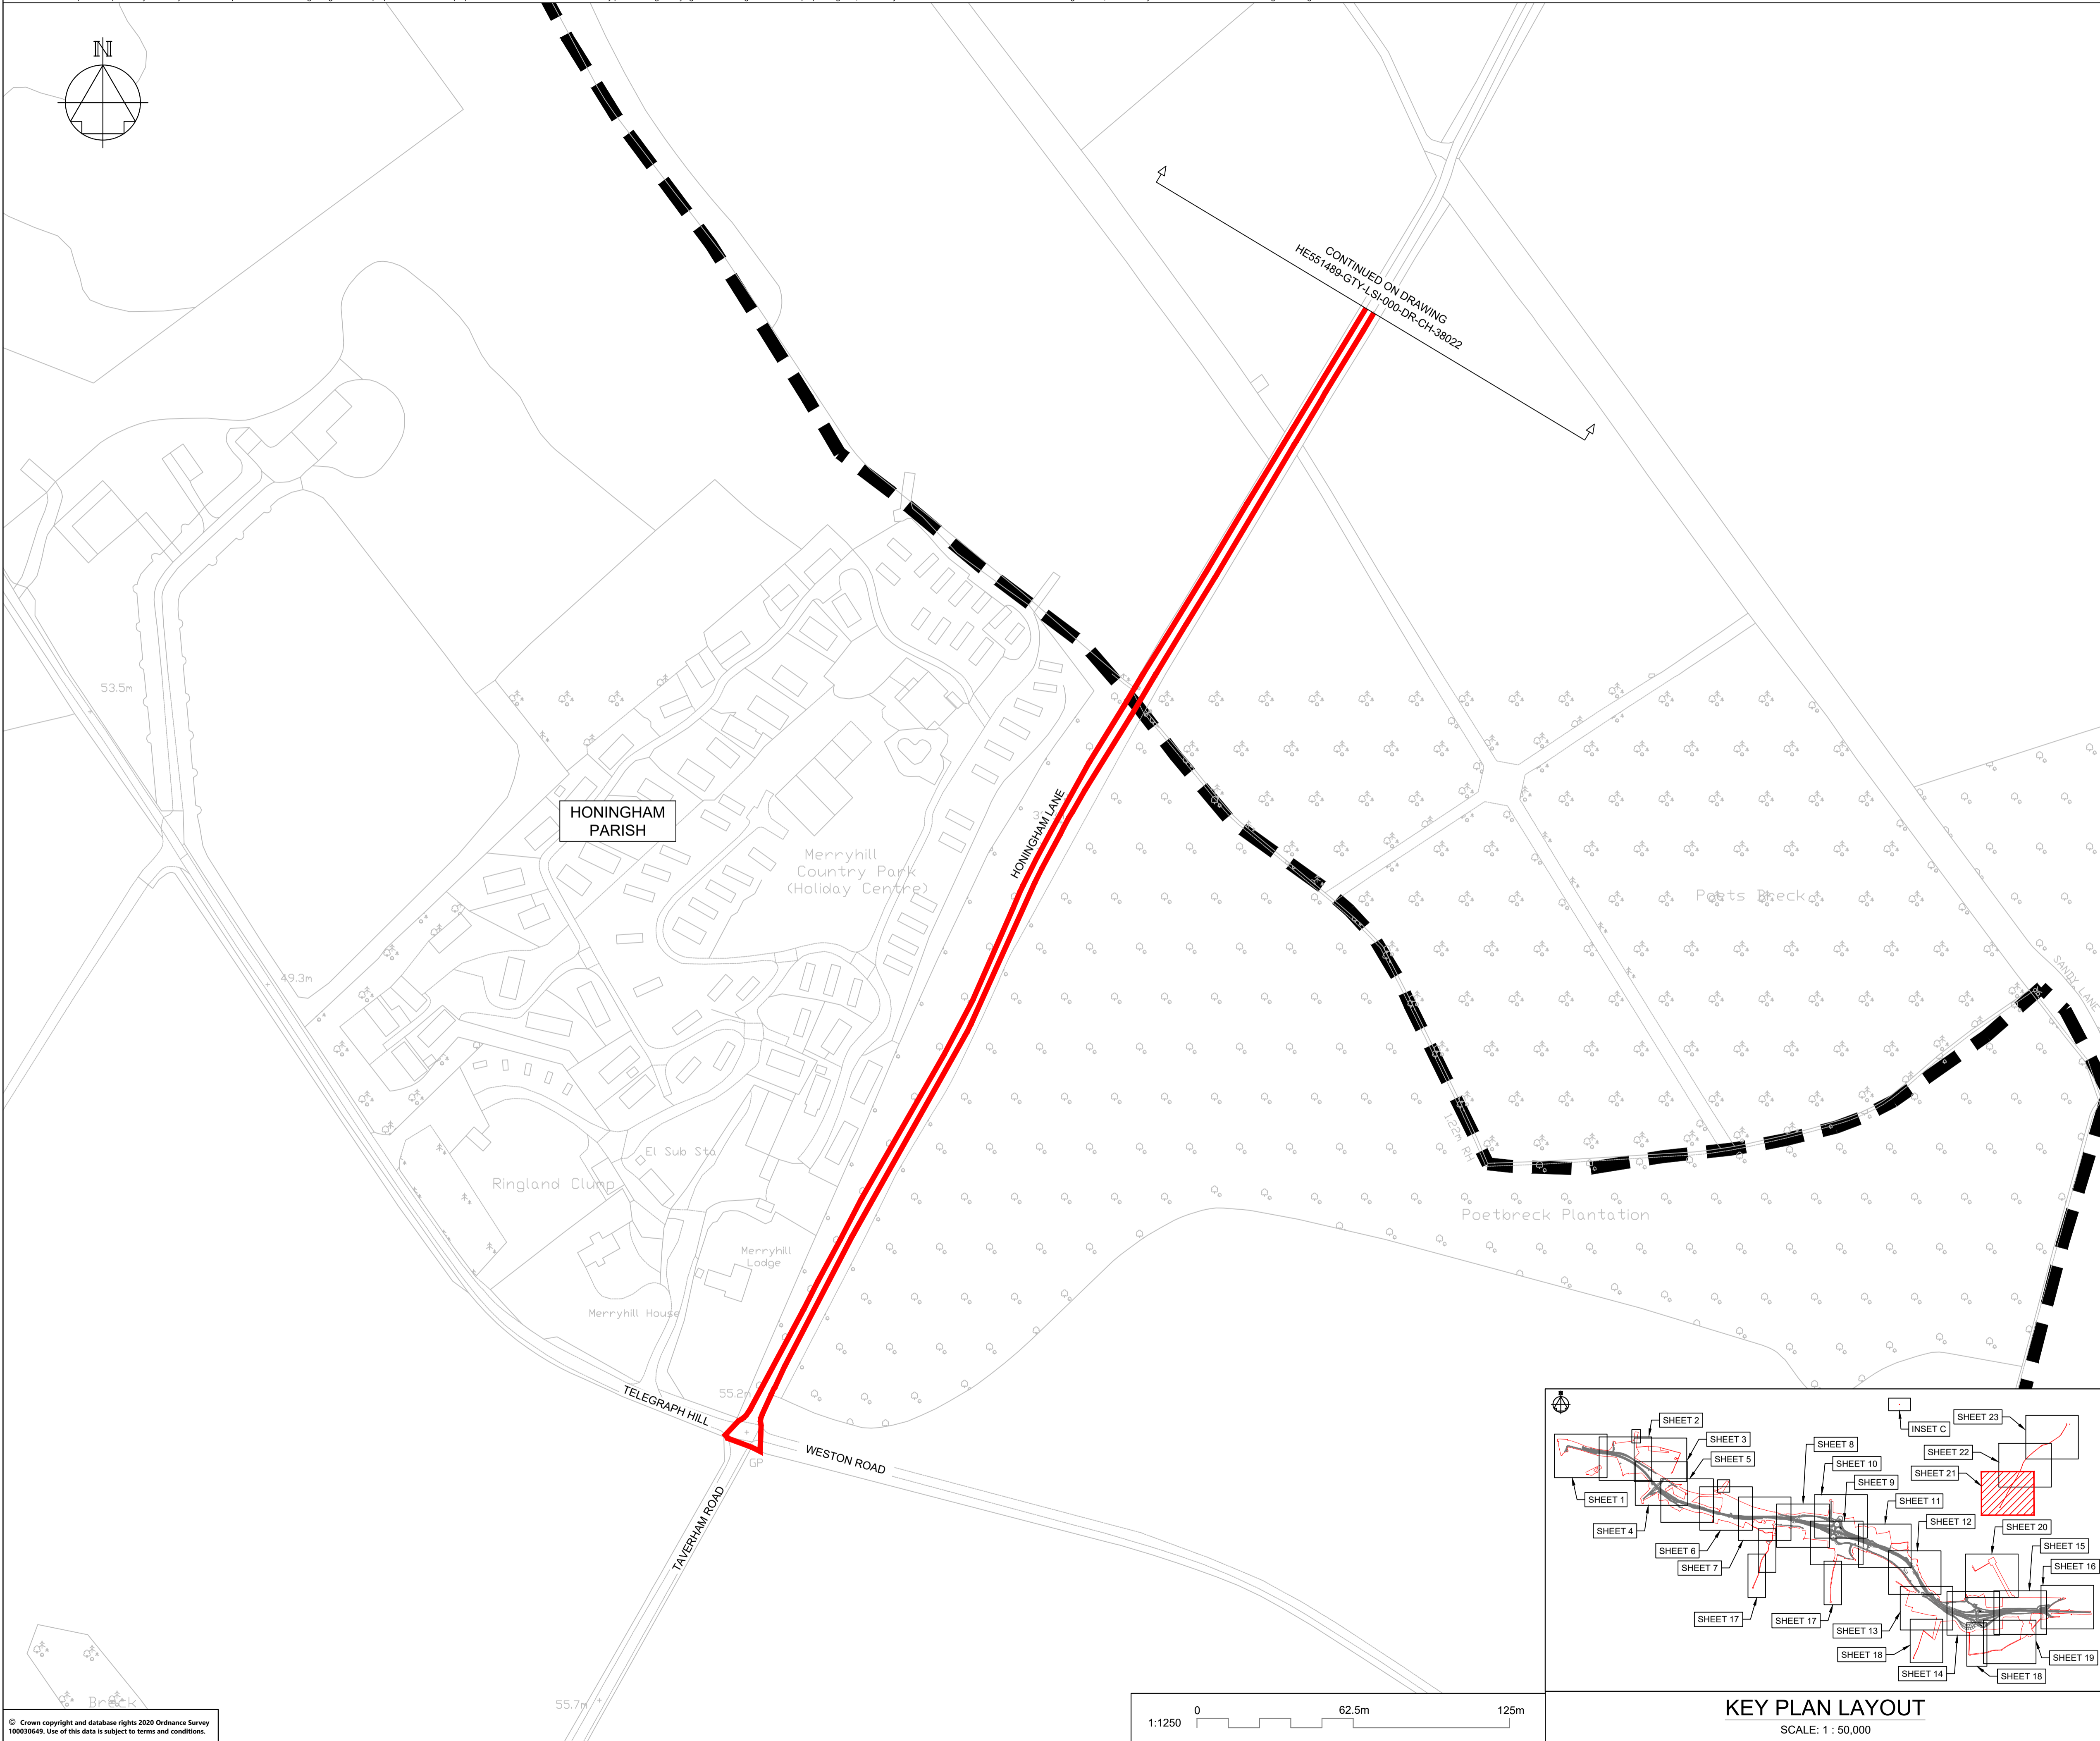 N
CONTINUED ON DRAWING
HE551489-GTY-LSI-000-DR-CH-38022
53.5m
HONINGHAM
PARISH
HONINGHAM LANE
Merryhill
Country Park
(Holiday Centre)
Poets Breck
49.3m
SANDY LANE
1.22m RH
El Sub Sta
Ringland Clump
Poetbreck Plantation
Merryhill
Lodge
Merryhill House
55.2m
TELEGRAPH HILL
WESTON ROAD
GP
TAVERHAM ROAD
55.7m
Breck
© Crown copyright and database rights 2020 Ordnance Survey
100030649. Use of this data is subject to terms and conditions.
1:1250
0
62.5m
125m
SHEET 2
INSET C
SHEET 23
SHEET 3
SHEET 8
SHEET 22
SHEET 5
SHEET 10
SHEET 21
SHEET 9
SHEET 1
SHEET 11
SHEET 4
SHEET 12
SHEET 20
SHEET 6
SHEET 15
SHEET 7
SHEET 16
SHEET 17
SHEET 17
SHEET 13
SHEET 18
SHEET 19
SHEET 14
SHEET 18
KEY PLAN LAYOUT
SCALE: 1 : 50,000